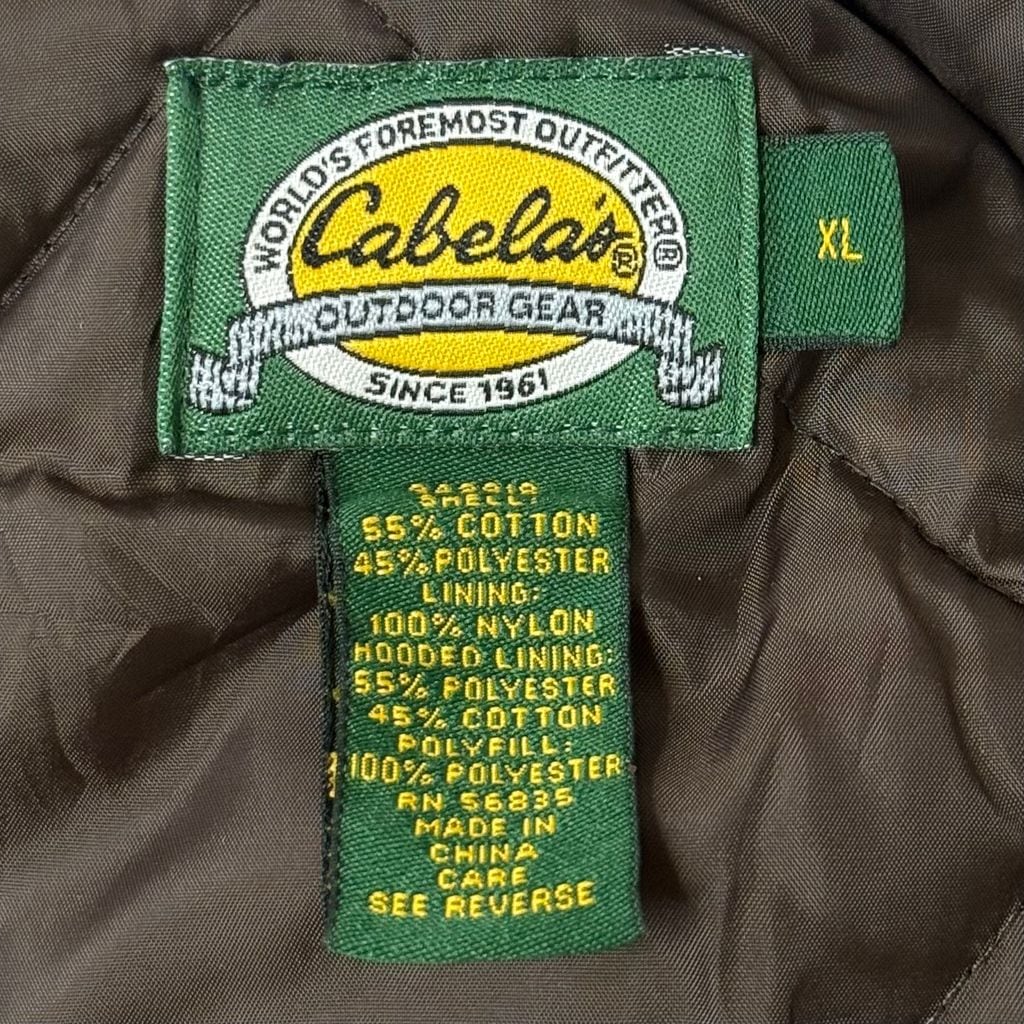 WORLD'S FOREMOST OUTFITTER®
Cabela's®
OUTDOOR GEAR
SINCE 1961
XL
SHELL:
55% COTTON
45% POLYESTER
LINING:
100% NYLON
HOODED LINING:
55% POLYESTER
45% COTTON
POLYFILL:
100% POLYESTER
RN 56835
MADE IN
CHINA
CARE
SEE REVERSE